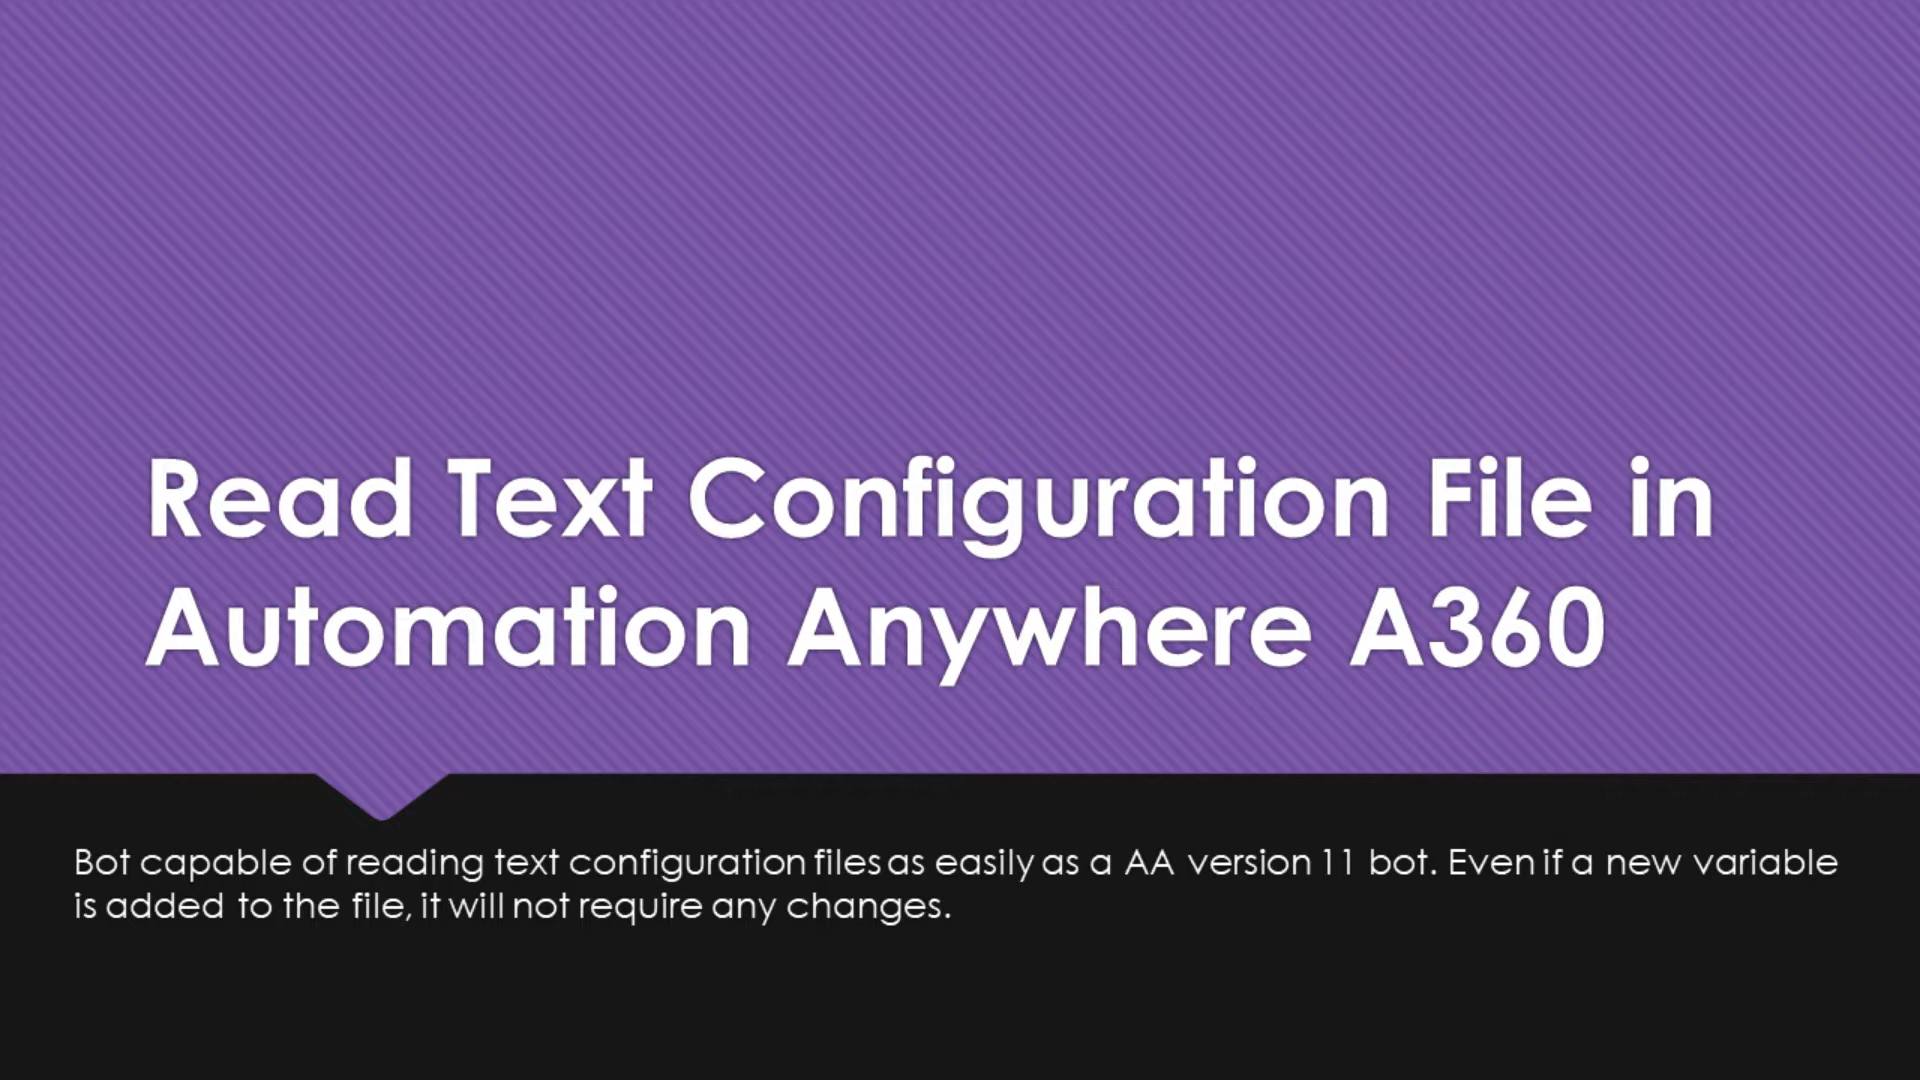 Read Text Configuration File in
Automation Anywhere A360
Bot capable of reading text configuration files as easily as a AA version 11 bot. Even if a new variable
is added to the file, it will not require any changes.